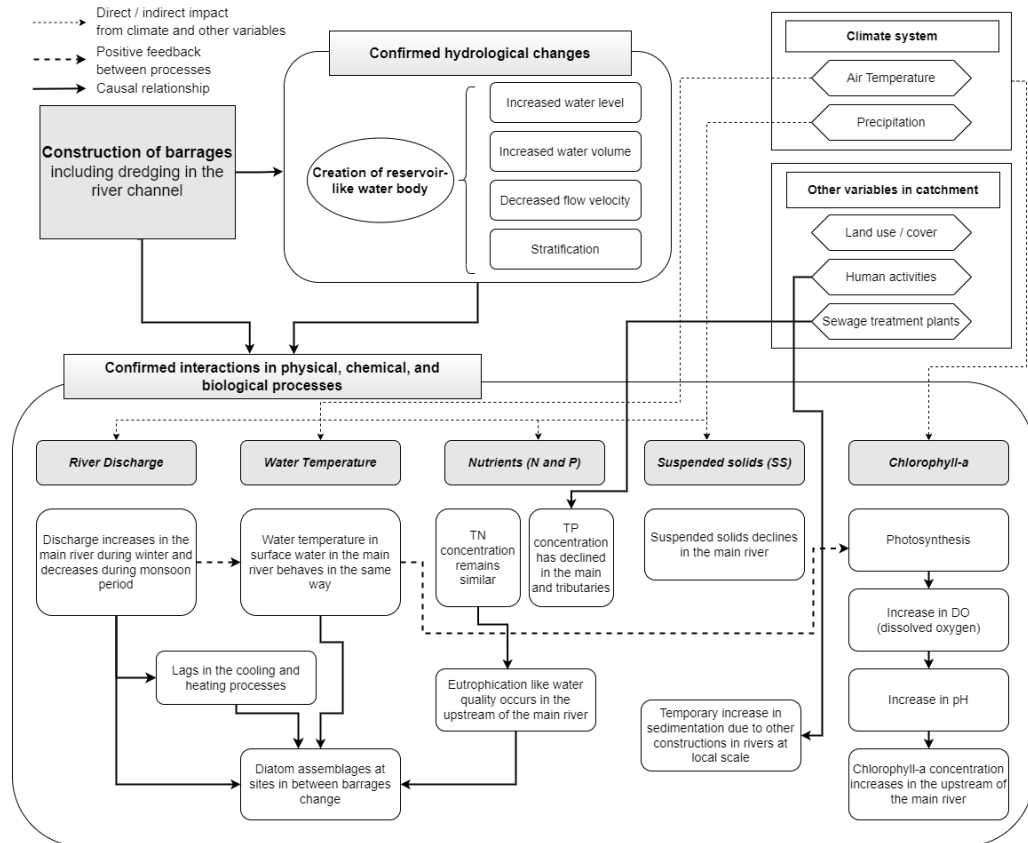 Direct / indirect impact
from climate and other variables
Positive feedback
between processes
Causal relationship
Construction of barrages
including dredging in the
river channel
Confirmed hydrological changes
Creation of reservoir-
like water body
Increased water level
Increased water volume
Decreased flow velocity
Stratification
Climate system
Air Temperature
Precipitation
Other variables in catchment
Land use / cover
Human activities
Sewage treatment plants
Confirmed interactions in physical, chemical, and
biological processes
River Discharge
Water Temperature
Nutrients (N and P)
Suspended solids (SS)
Chlorophyll-a
Discharge increases in the
main river during winter and
decreases during monsoon
period
Water temperature in
surface water in the main
river behaves in the same
way
TN
concentration
remains
similar
TP
concentration
has declined
in the main
and tributaries
Suspended solids declines
in the main river
Photosynthesis
Increase in DO
(dissolved oxygen)
Lags in the cooling and
heating processes
Eutrophication like water
quality occurs in the
upstream of the main river
Increase in pH
Temporary increase in
sedimentation due to other
constructions in rivers at
local scale
Diatom assemblages at
sites in between barrages
change
Chlorophyll-a concentration
increases in the upstream of
the main river